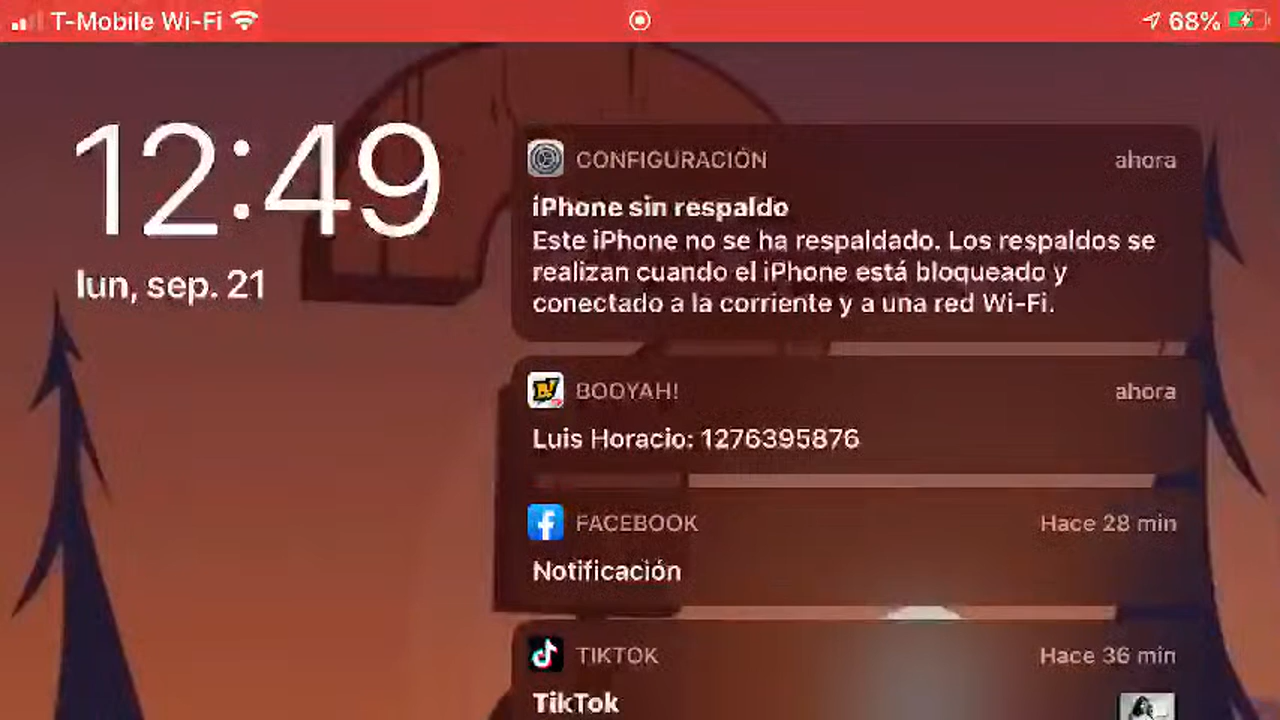 T-Mobile Wi-Fi 68%
12:49
lun, sep. 21
CONFIGURACIÓN ahora
iPhone sin respaldo
Este iPhone no se ha respaldado. Los respaldos se
realizan cuando el iPhone está bloqueado y
conectado a la corriente y a una red Wi-Fi.
BOOYAH! ahora
Luis Horacio: 1276395876
FACEBOOK Hace 28 min
Notificación
TIKTOK Hace 36 min
TikTok